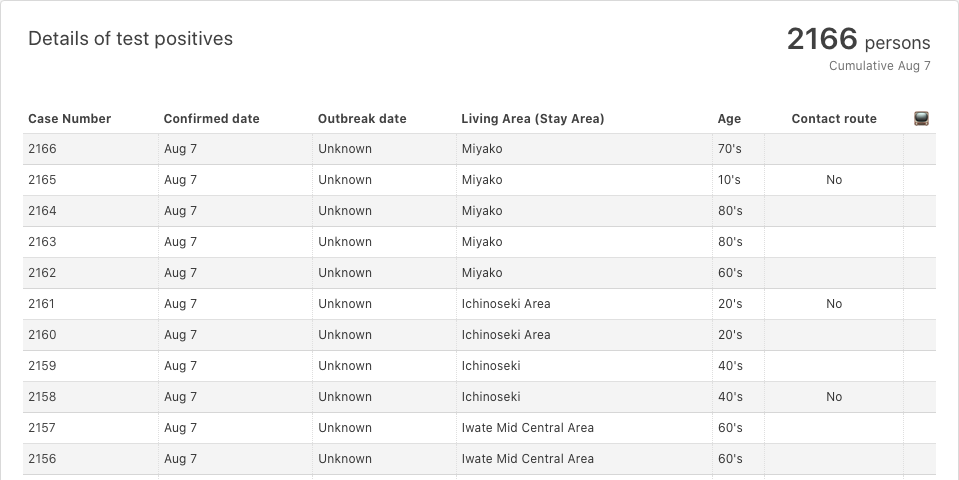 Details of test positives
2166 persons
Cumulative Aug 7
Case Number Confirmed date Outbreak date Living Area (Stay Area) Age Contact route
2166 Aug 7 Unknown Miyako 70's
2165 Aug 7 Unknown Miyako 10's No
2164 Aug 7 Unknown Miyako 80's
2163 Aug 7 Unknown Miyako 80's
2162 Aug 7 Unknown Miyako 60's
2161 Aug 7 Unknown Ichinoseki Area 20's No
2160 Aug 7 Unknown Ichinoseki Area 20's
2159 Aug 7 Unknown Ichinoseki 40's
2158 Aug 7 Unknown Ichinoseki 40's No
2157 Aug 7 Unknown Iwate Mid Central Area 60's
2156 Aug 7 Unknown Iwate Mid Central Area 60's